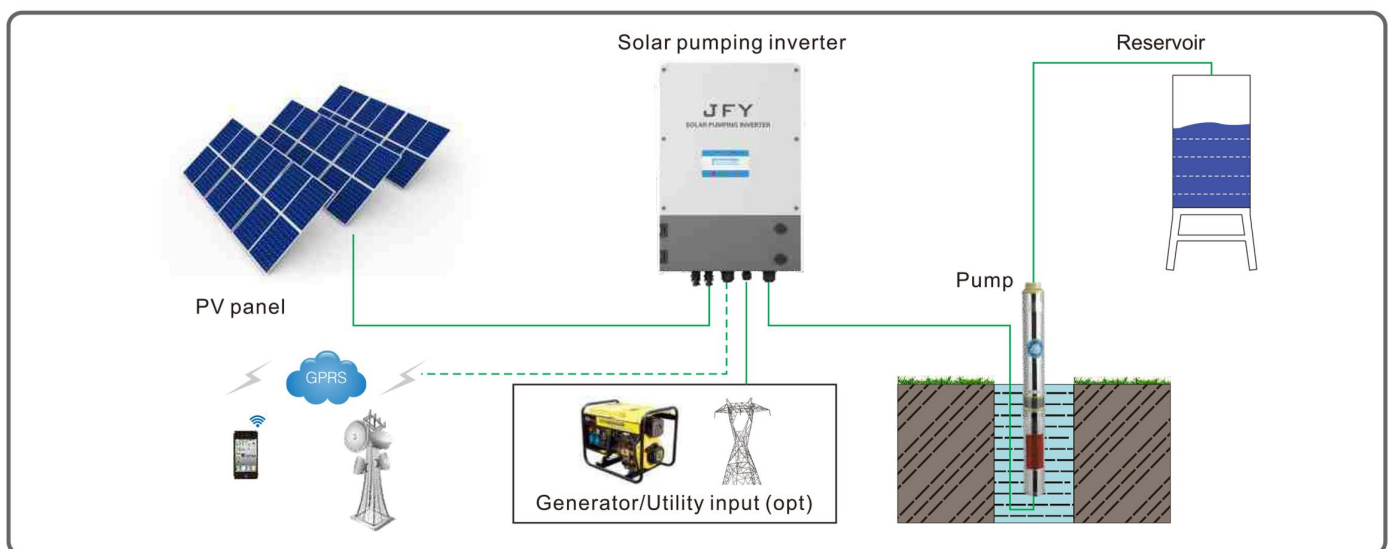 Solar pumping inverter
Reservoir
JFY
SOLAR PUMPING INVERTER
Pump
PV panel
GPRS
Generator/Utility input (opt)